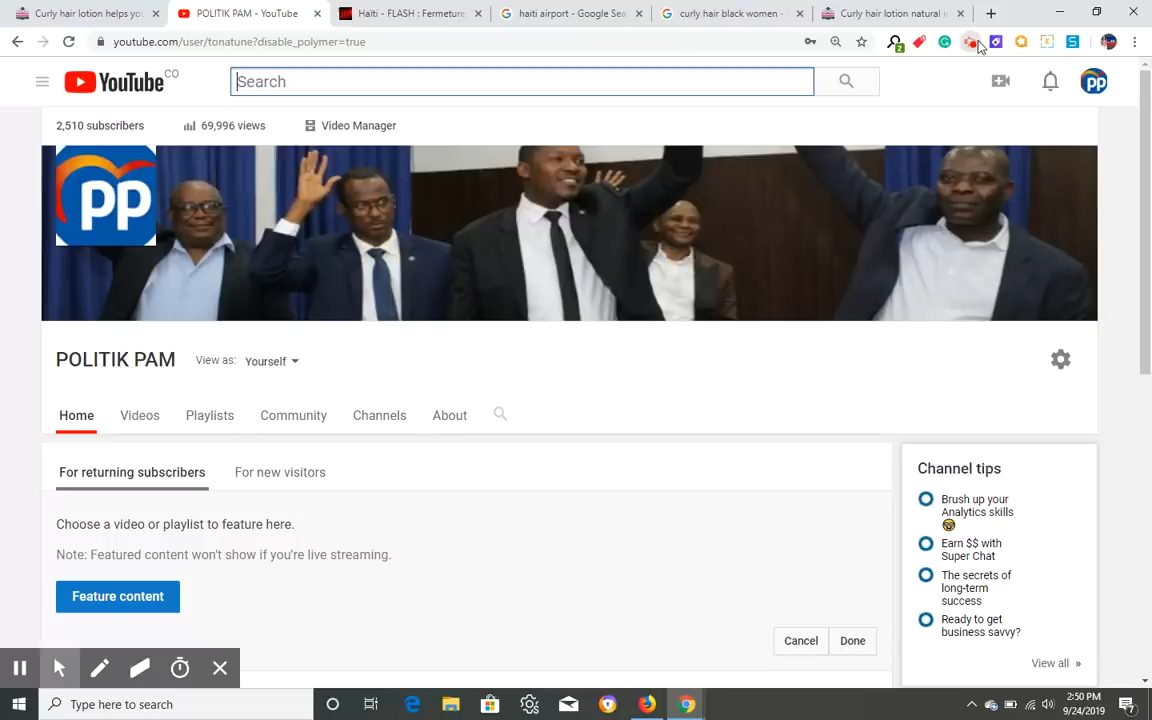 Curly hair lotion helps you
POLITIK PAM - YouTube
Haïti - FLASH : Fermeture
haiti airport - Google Sea
curly hair black women -
Curly hair lotion natural i
youtube.com/user/tonatune?disable_polymer=true
YouTube CO
Search
2,510 subscribers
69,996 views
Video Manager
PP
POLITIK PAM
View as: Yourself
Home
Videos
Playlists
Community
Channels
About
For returning subscribers
For new visitors
Choose a video or playlist to feature here.
Note: Featured content won't show if you're live streaming.
Feature content
Cancel
Done
Channel tips
Brush up your
Analytics skills
Earn $$ with
Super Chat
The secrets of
long-term
success
Ready to get
business savvy?
View all »
Type here to search
2:50 PM
9/24/2019
7